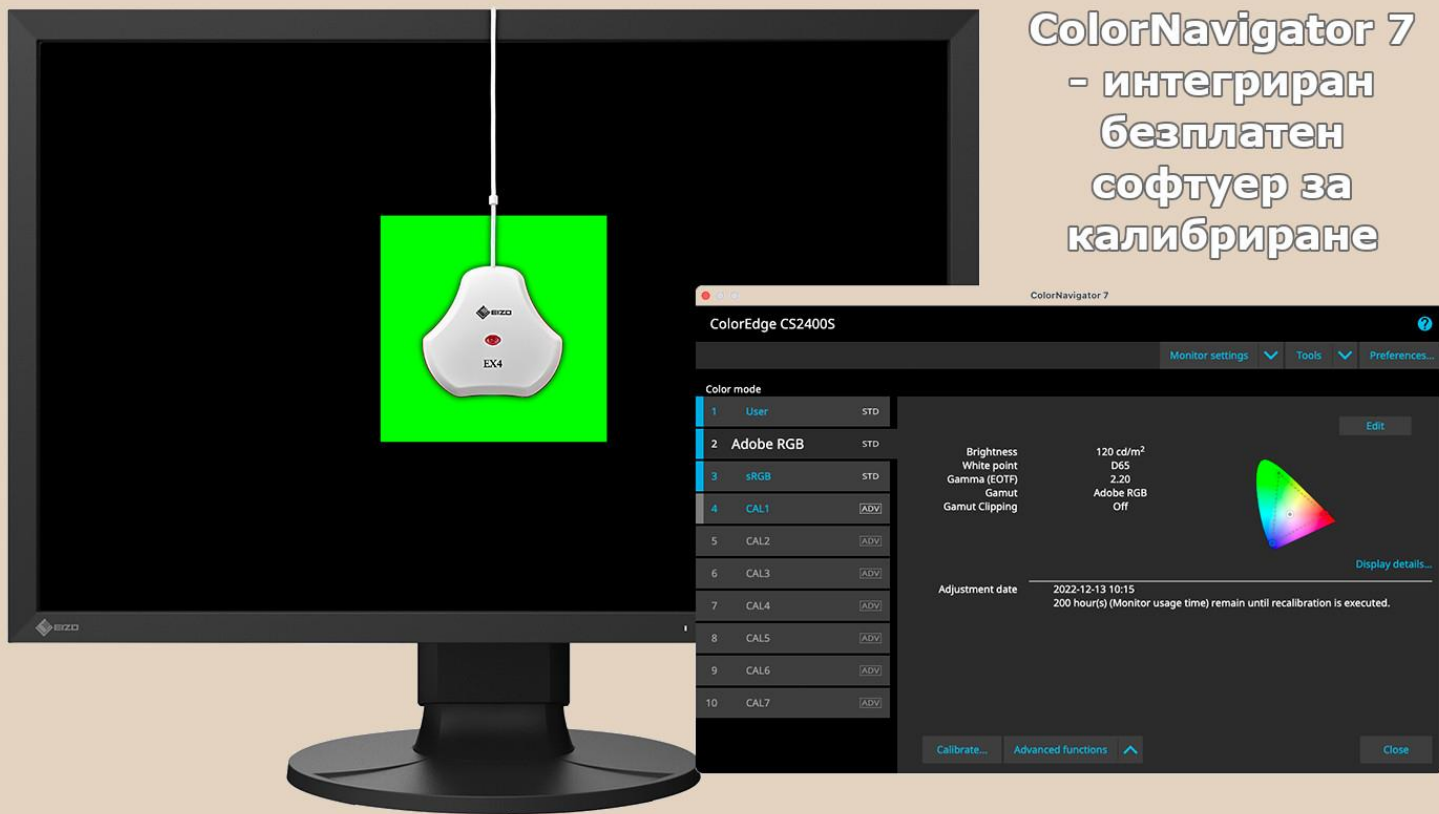 ColorNavigator 7
- интегриран
безплатен
софтуер за
калибриране
EIZO
EX4
EIZO
ColorNavigator 7
ColorEdge CS2400S
?
Monitor settings Tools Preferences...
Color mode
1 User STD
2 Adobe RGB STD
3 sRGB STD
4 CAL1 ADV
5 CAL2 ADV
6 CAL3 ADV
7 CAL4 ADV
8 CAL5 ADV
9 CAL6 ADV
10 CAL7 ADV
Edit
Brightness 120 cd/m²
White point D65
Gamma (EOTF) 2.20
Gamut Adobe RGB
Gamut Clipping Off
Display details...
Adjustment date 2022-12-13 10:15
200 hour(s) (Monitor usage time) remain until recalibration is executed.
Calibrate... Advanced functions Close